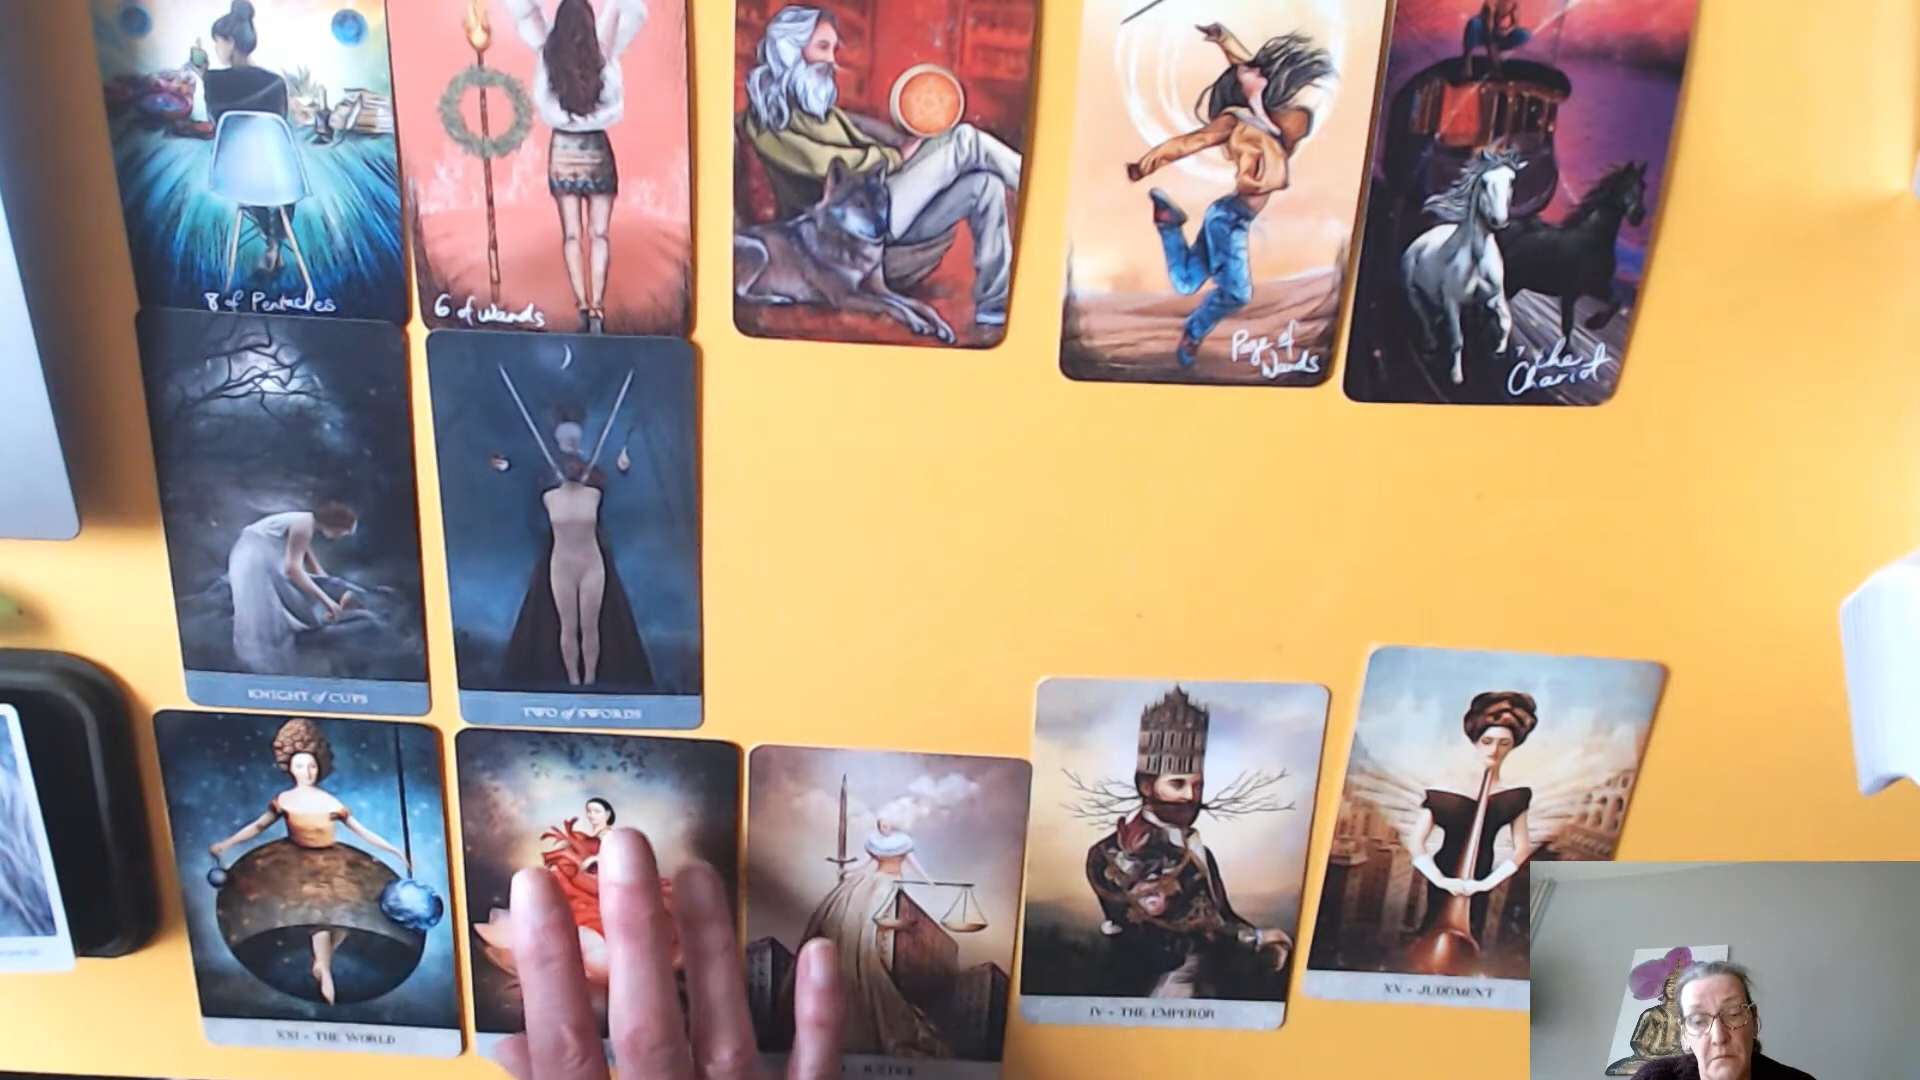 8 of Pentacles
6 of Wands
Page of
Wands
The
Chariot
KNIGHT of CUPS
TWO of SWORDS
XXI - THE WORLD
IV - THE EMPEROR
XX - JUDGMENT
JUSTICE